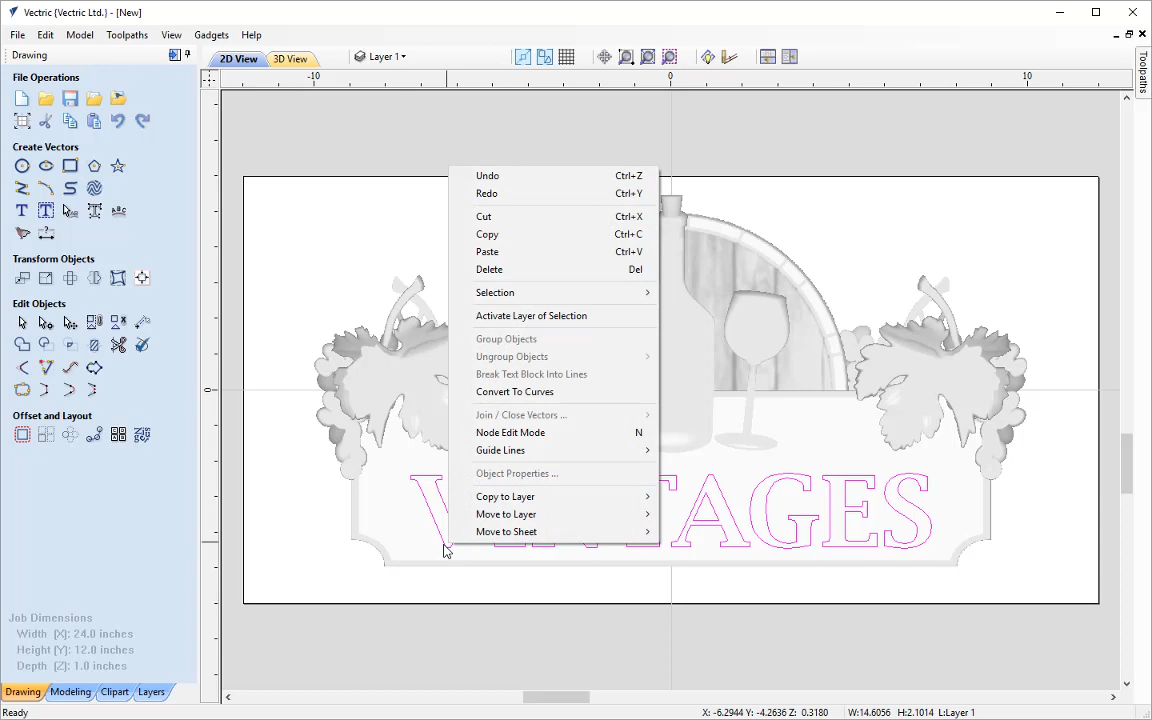 Vectric {Vectric Ltd.} - [New]
File Edit Model Toolpaths View Gadgets Help
Drawing
2D View 3D View Layer 1
-10 0 10
Toolpaths
File Operations
Create Vectors
Transform Objects
Edit Objects
Offset and Layout
Undo Ctrl+Z
Redo Ctrl+Y
Cut Ctrl+X
Copy Ctrl+C
Paste Ctrl+V
Delete Del
Selection
Activate Layer of Selection
Group Objects
Ungroup Objects
Break Text Block Into Lines
Convert To Curves
Join / Close Vectors ...
Node Edit Mode N
Guide Lines
Object Properties ...
Copy to Layer
Move to Layer
Move to Sheet
0
TAGES
Job Dimensions
Width (X): 24.0 inches
Height (Y): 12.0 inches
Depth (Z): 1.0 inches
Drawing Modeling Clipart Layers
Ready X: -6.2944 Y: -4.2636 Z: 0.3180 W:14.6056 H:2.1014 L:Layer 1